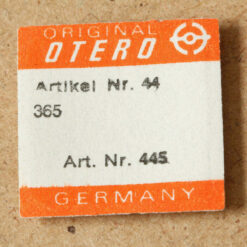 ORIGINAL
OTERO
Artikel Nr. 44
365
Art. Nr. 445
GERMANY